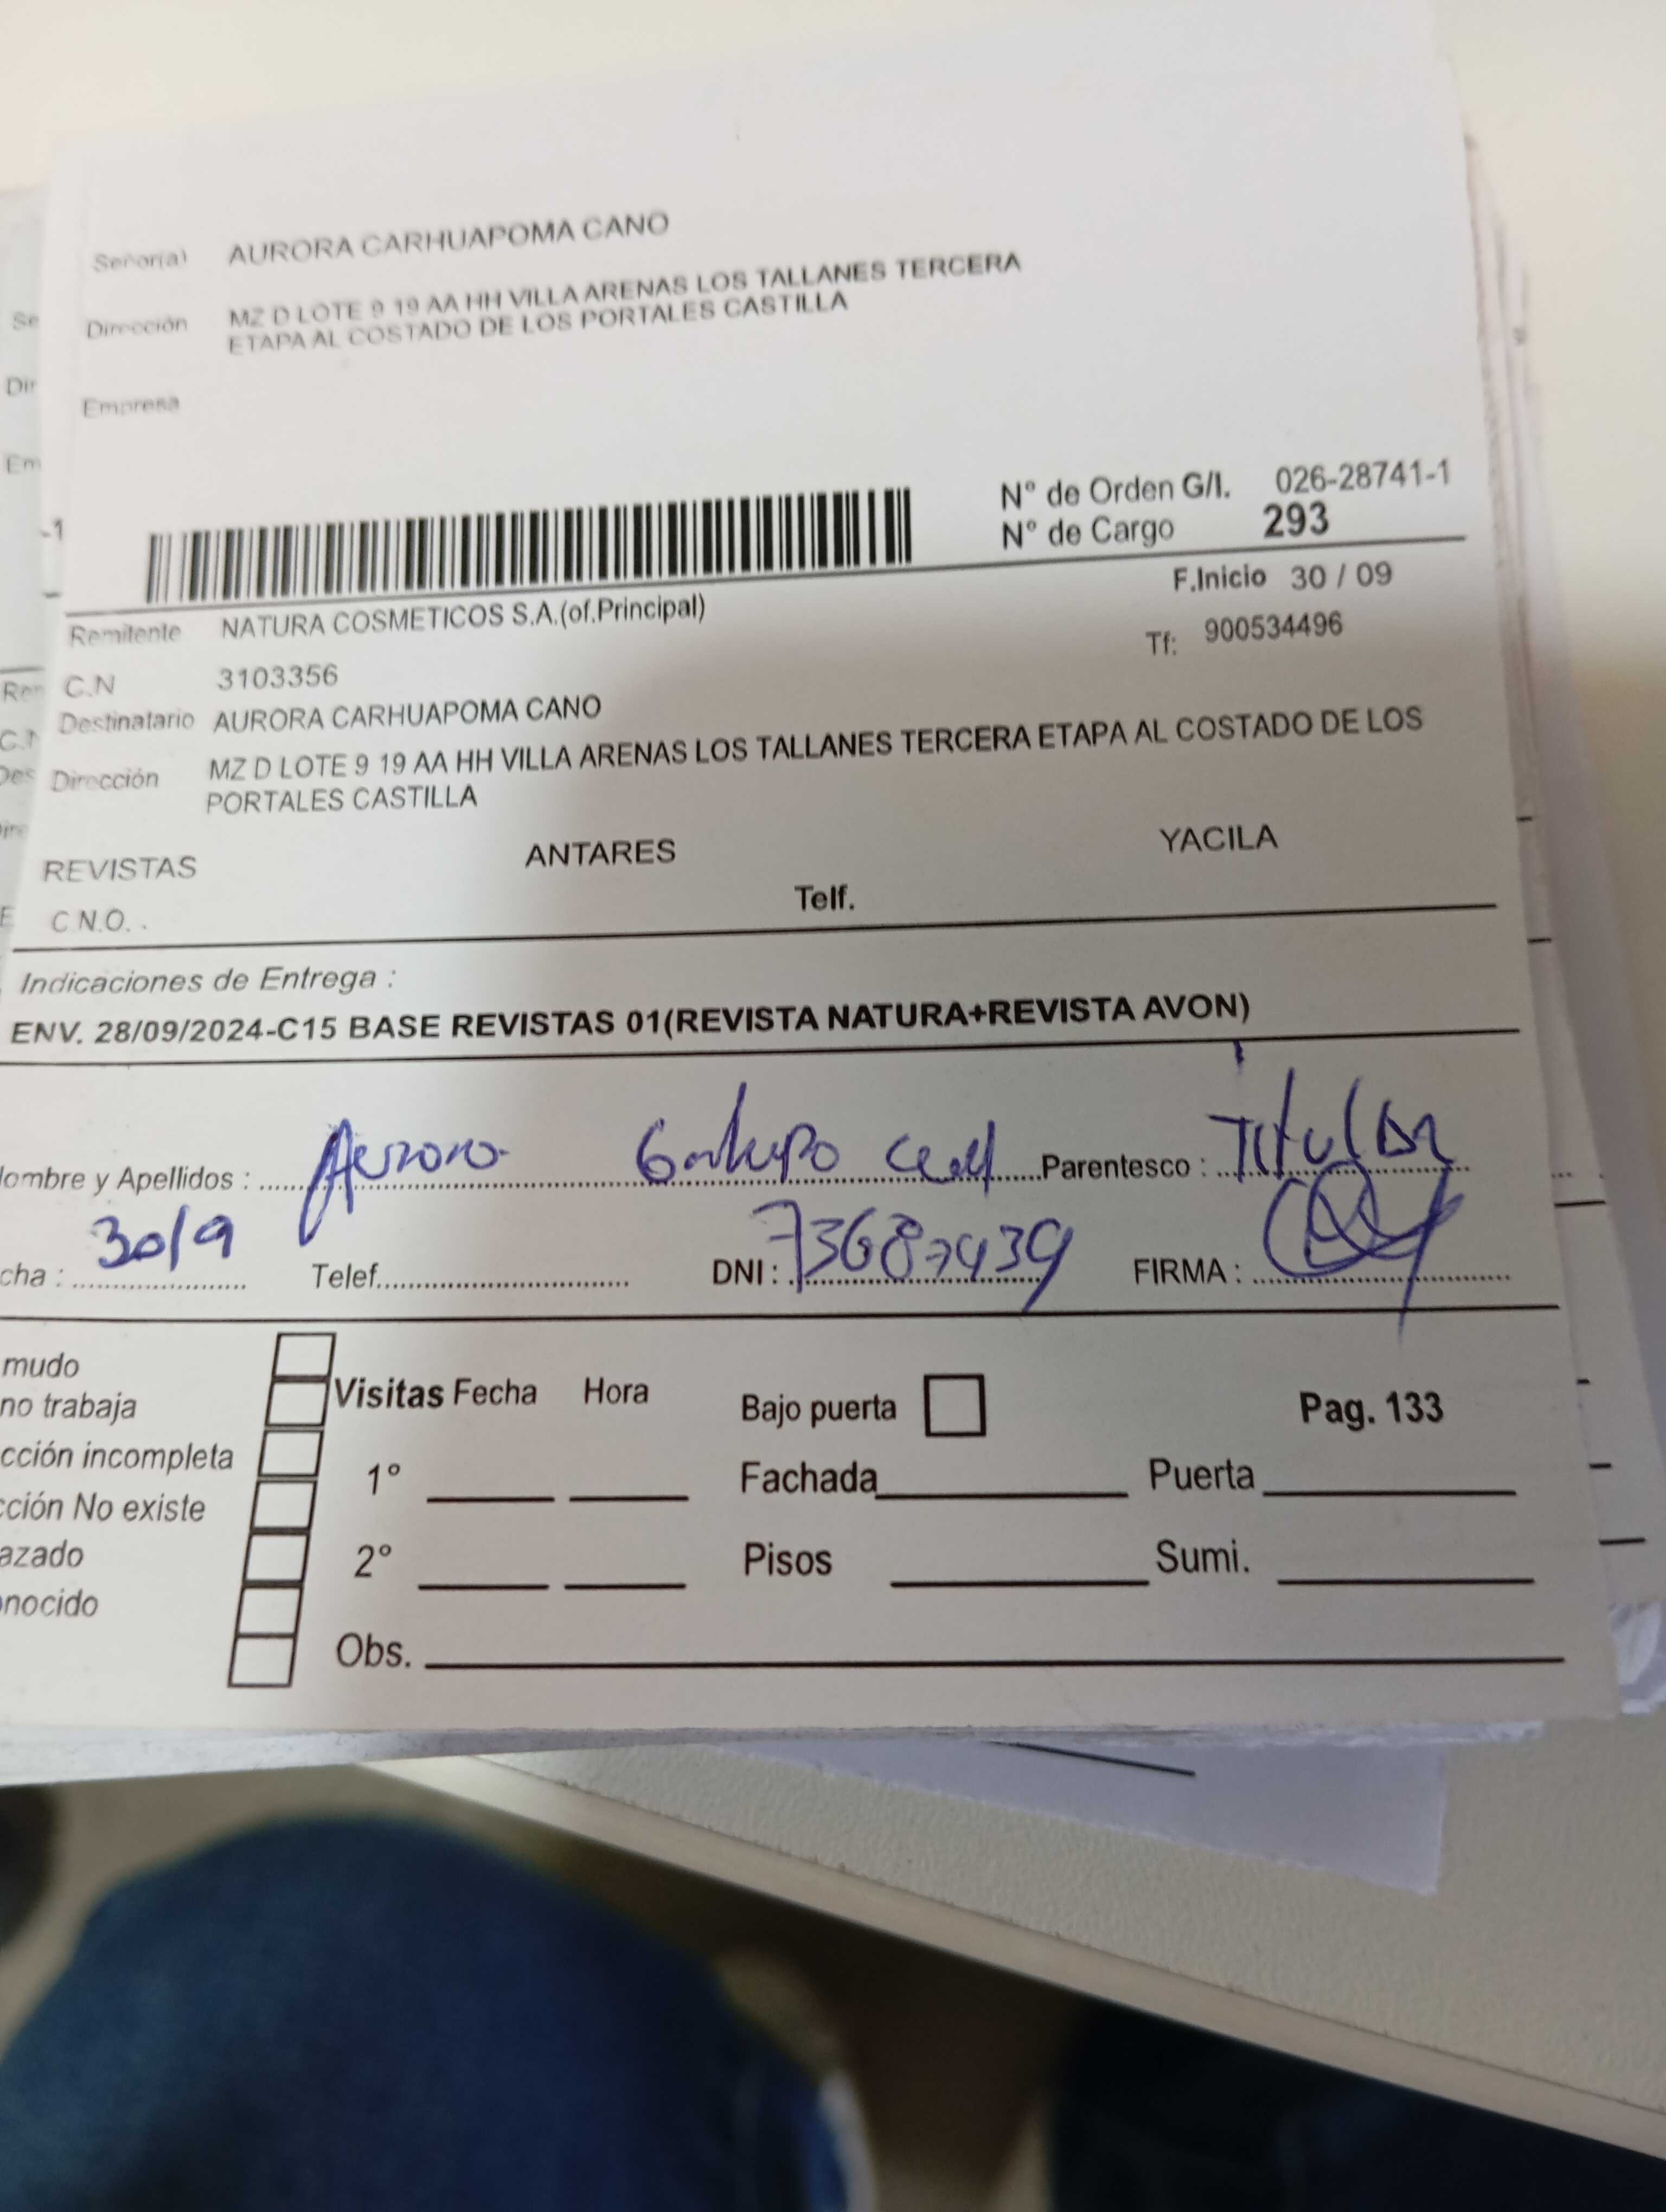 Señor(a) AURORA CARHUAPOMA CANO
Dirección MZ D LOTE 9 19 AA HH VILLA ARENAS LOS TALLANES TERCERA
ETAPA AL COSTADO DE LOS PORTALES CASTILLA
Empresa
N° de Orden G/I. 026-28741-1
N° de Cargo 293
F.Inicio 30 / 09
Remitente NATURA COSMETICOS S.A.(of.Principal)
Tf: 900534496
C.N 3103356
Destinatario AURORA CARHUAPOMA CANO
Dirección MZ D LOTE 9 19 AA HH VILLA ARENAS LOS TALLANES TERCERA ETAPA AL COSTADO DE LOS
PORTALES CASTILLA
REVISTAS ANTARES YACILA
C.N.O. . Telf.
Indicaciones de Entrega :
ENV. 28/09/2024-C15 BASE REVISTAS 01(REVISTA NATURA+REVISTA AVON)
ombre y Apellidos : Parentesco : Titular
cha : 30/9 Telef. DNI : FIRMA :
mudo
no trabaja
cción incompleta
cción No existe
azado
nocido
Visitas Fecha Hora Bajo puerta Pag. 133
1° Fachada Puerta
2° Pisos Sumi.
Obs.